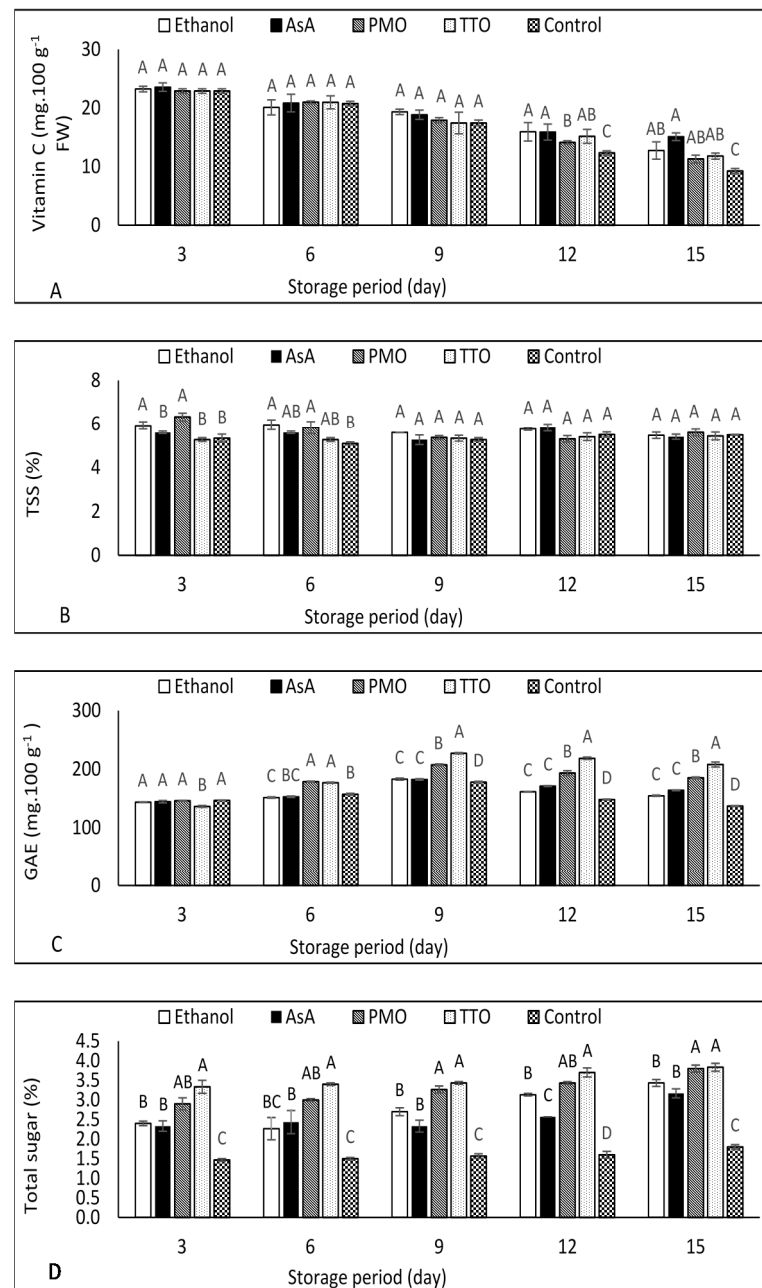 Ethanol AsA PMO TTO Control
Vitamin C (mg.100 g-1
FW)
30
20
10
0
A A A A A
A A A A A
A A A A A
A A B AB C
AB A AB AB C
3 6 9 12 15
Storage period (day)
A
Ethanol AsA PMO TTO Control
TSS (%)
8
6
4
2
0
A B A B B
A AB A AB B
A A A A A
A A A A A
A A A A A
3 6 9 12 15
Storage period (day)
B
Ethanol AsA PMO TTO Control
GAE (mg.100 g-1 )
300
200
100
0
A A A B A
C BC A A B
C C B A D
C C B A D
C C B A D
3 6 9 12 15
Storage period (day)
C
Ethanol AsA PMO TTO Control
Total sugar (%)
4.5
4.0
3.5
3.0
2.5
2.0
1.5
1.0
0.5
0.0
B B AB A C
BC B AB A C
B B A A C
B C AB A D
B B A A C
3 6 9 12 15
Storage period (day)
D